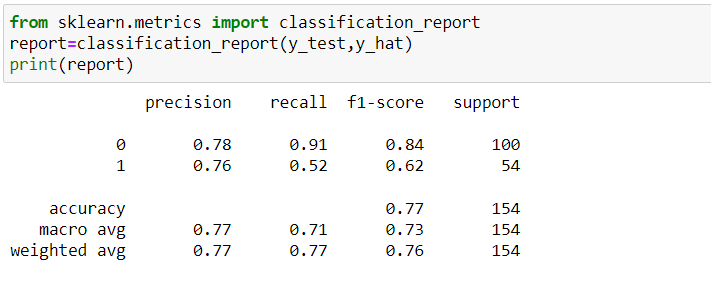 from sklearn.metrics import classification_report
report=classification_report(y_test,y_hat)
print(report)
precision recall f1-score support
0 0.78 0.91 0.84 100
1 0.76 0.52 0.62 54
accuracy 0.77 154
macro avg 0.77 0.71 0.73 154
weighted avg 0.77 0.77 0.76 154